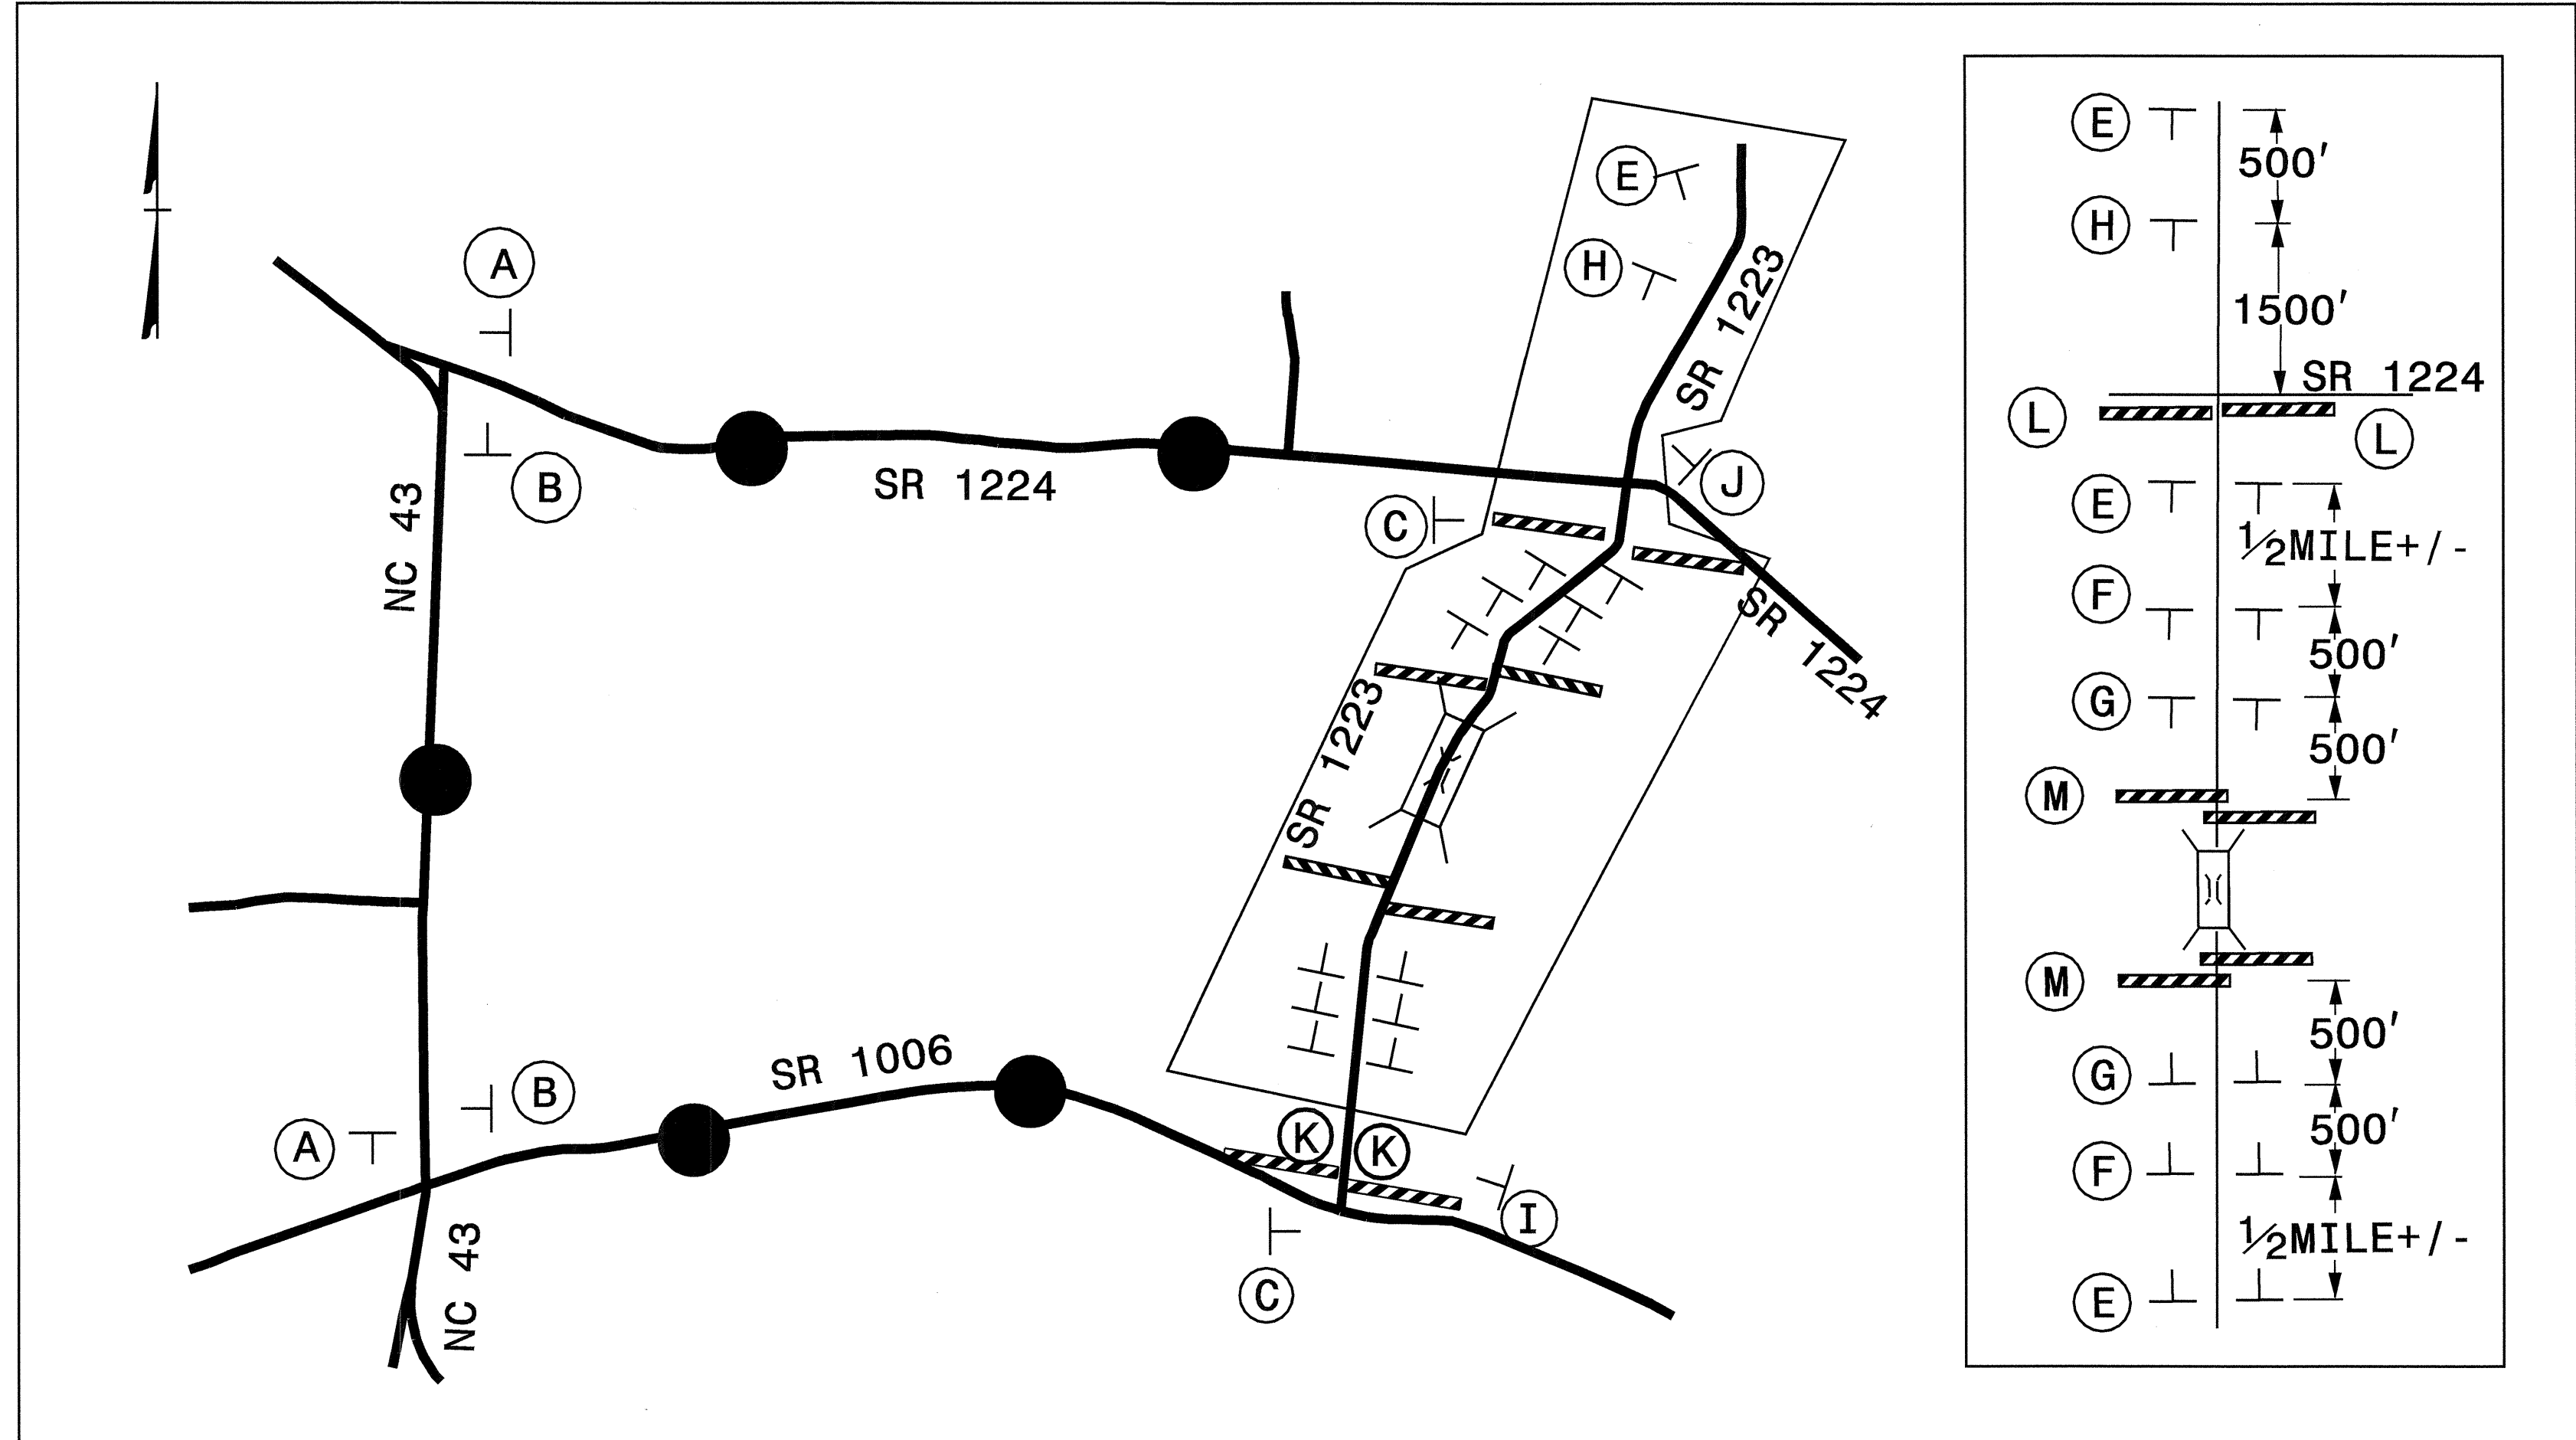 A
B
NC 43
SR 1224
E
H
SR 1223
C
J
SR 1224
SR 1223
SR 1006
B
A
K
K
I
C
NC 43
E
500'
H
1500'
SR 1224
L
L
E
1/2MILE+/-
F
500'
G
500'
M
M
500'
G
500'
F
1/2MILE+/-
E